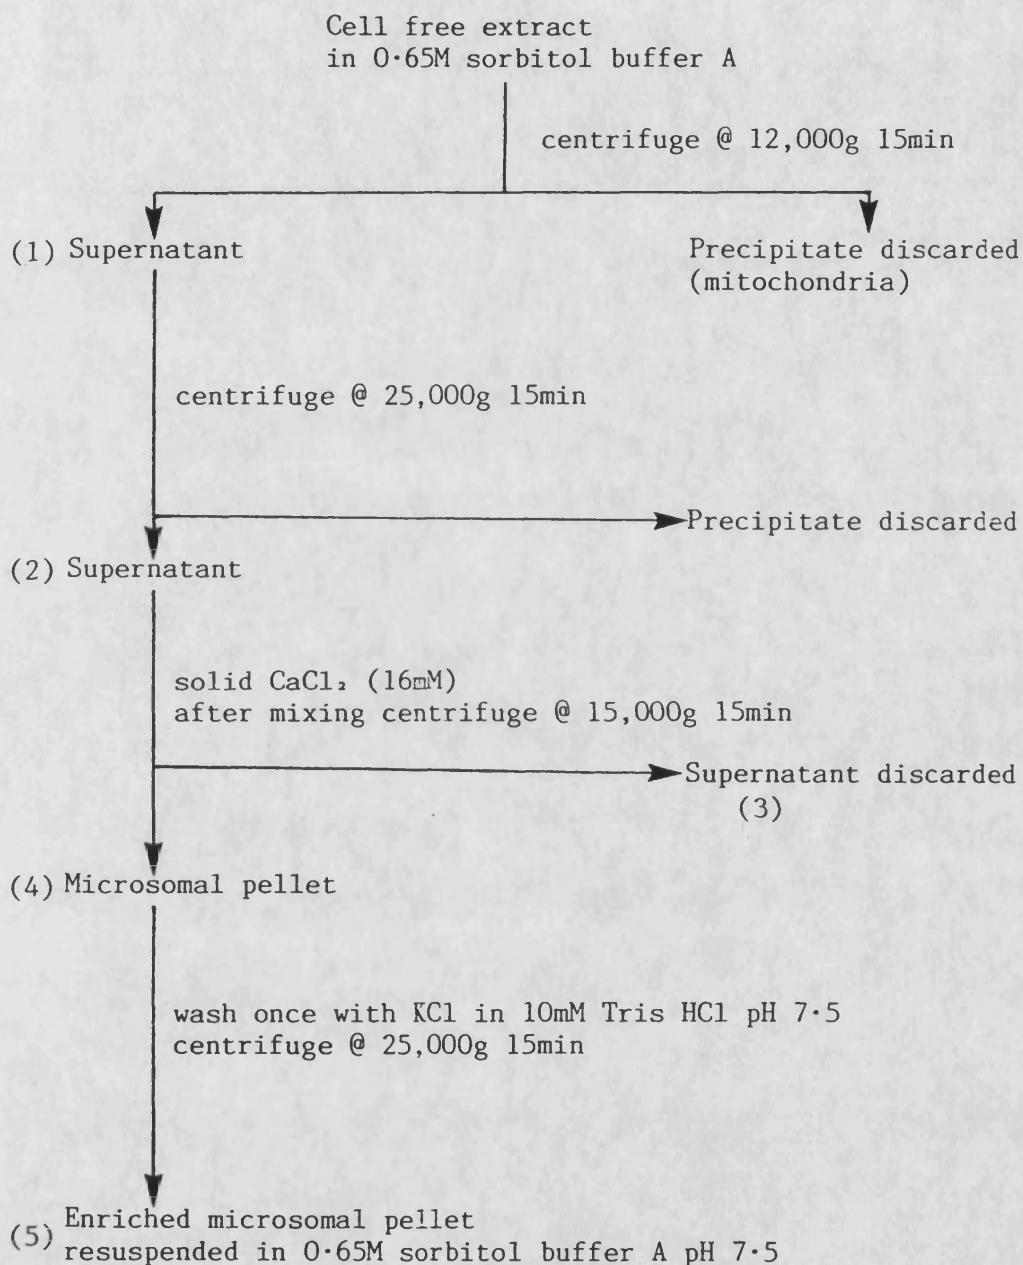 Cell free extract
in 0·65M sorbitol buffer A
centrifuge @ 12,000g 15min
(1) Supernatant
Precipitate discarded
(mitochondria)
centrifuge @ 25,000g 15min
Precipitate discarded
(2) Supernatant
solid CaCl₂ (16mM)
after mixing centrifuge @ 15,000g 15min
Supernatant discarded
(3)
(4) Microsomal pellet
wash once with KCl in 10mM Tris HCl pH 7·5
centrifuge @ 25,000g 15min
(5) Enriched microsomal pellet
resuspended in 0·65M sorbitol buffer A pH 7·5